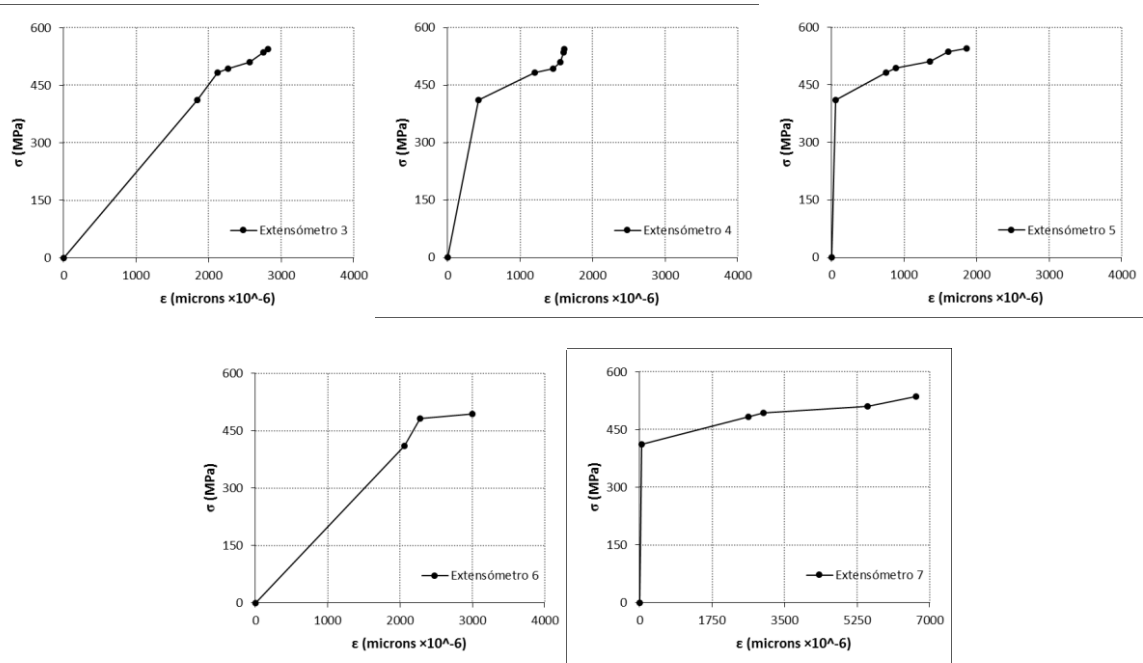 600
450
300
150
0
σ (MPa)
0 1000 2000 3000 4000
ε (microns ×10^-6)
Extensómetro 3
600
450
300
150
0
σ (MPa)
0 1000 2000 3000 4000
ε (microns ×10^-6)
Extensómetro 4
600
450
300
150
0
σ (MPa)
0 1000 2000 3000 4000
ε (microns ×10^-6)
Extensómetro 5
600
450
300
150
0
σ (MPa)
0 1000 2000 3000 4000
ε (microns ×10^-6)
Extensómetro 6
600
450
300
150
0
σ (MPa)
0 1750 3500 5250 7000
ε (microns ×10^-6)
Extensómetro 7